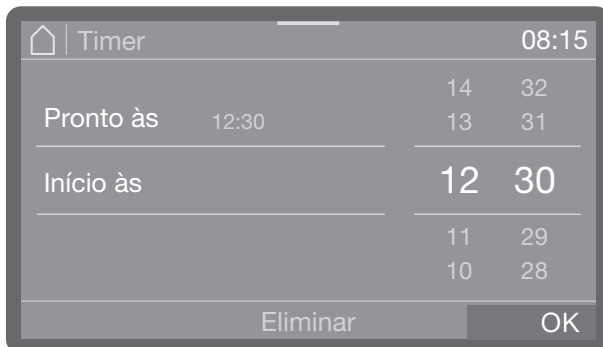 Timer 08:15
14 32
Pronto às 12:30 13 31
Início às 12 30
11 29
10 28
Eliminar OK